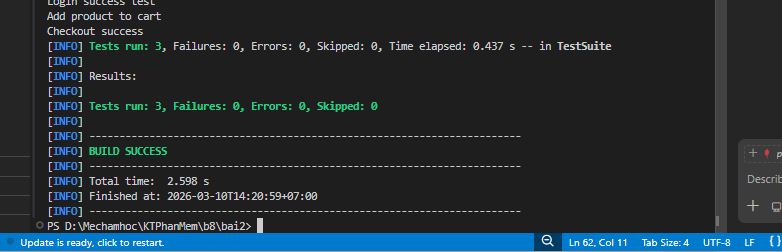 Login success test
Add product to cart
Checkout success
[INFO] Tests run: 3, Failures: 0, Errors: 0, Skipped: 0, Time elapsed: 0.437 s -- in TestSuite
[INFO]
[INFO] Results:
[INFO]
[INFO] Tests run: 3, Failures: 0, Errors: 0, Skipped: 0
[INFO]
[INFO] ------------------------------------------------------------------------
[INFO] BUILD SUCCESS
[INFO] ------------------------------------------------------------------------
[INFO] Total time:  2.598 s
[INFO] Finished at: 2026-03-10T14:20:59+07:00
[INFO] ------------------------------------------------------------------------
PS D:\Mechamhoc\KTPhanMem\b8\bai2>
Describ
Update is ready, click to restart.
Ln 62, Col 11 Tab Size: 4 UTF-8 LF {}